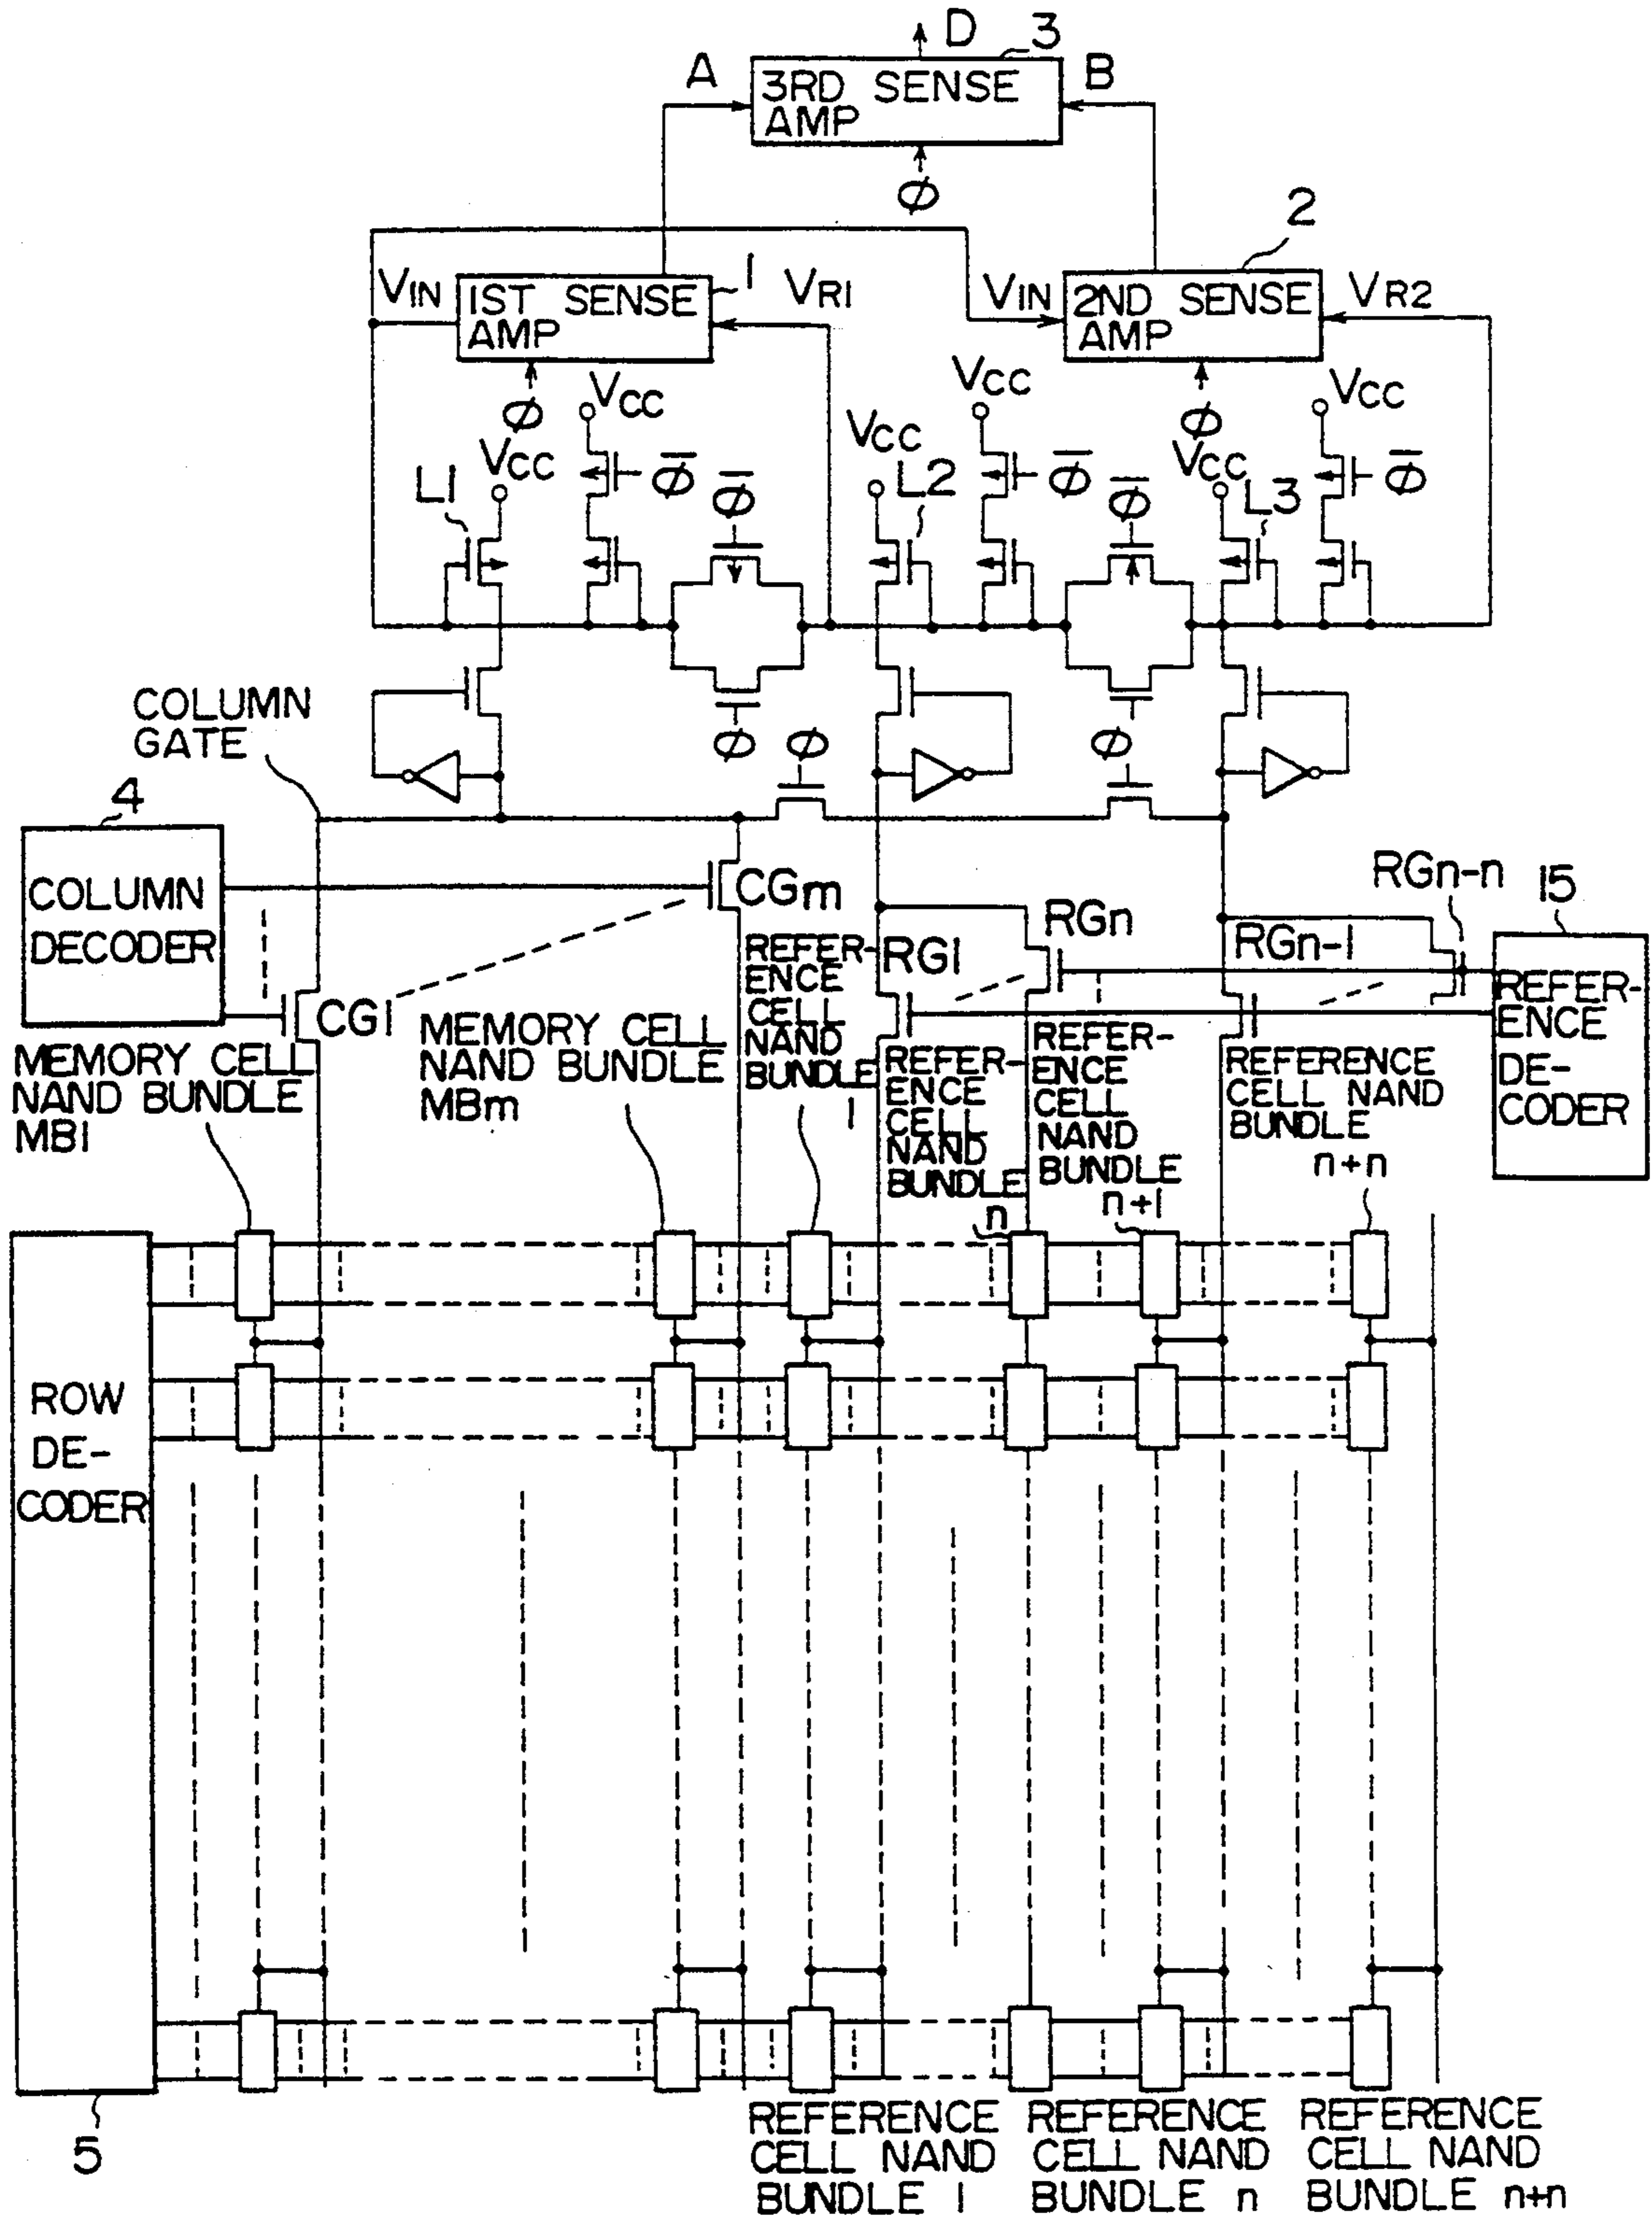 D
3
A
3RD SENSE
AMP
B
Φ
2
VIN
1ST SENSE
AMP
1
VR1
VIN
2ND SENSE
AMP
VR2
Φ
VCC
VCC
L1
Φ̅
Φ̅
VCC
L2
VCC
Φ̅
Φ̅
Φ
VCC
L3
VCC
Φ̅
COLUMN
GATE
Φ
Φ
Φ
4
COLUMN
DECODER
CGm
CG1
RGn-n
15
RGn
RG1
RGn-1
REFER-
ENCE
DE-
CODER
MEMORY CELL
NAND BUNDLE
MB1
MEMORY CELL
NAND BUNDLE
MBm
REFER-
ENCE
CELL
NAND
BUNDLE
1
REFER-
ENCE
CELL
NAND
BUNDLE
n
REFER-
ENCE
CELL
NAND
BUNDLE
n+1
REFERENCE
CELL NAND
BUNDLE
n+n
ROW
DE-
CODER
5
REFERENCE
CELL NAND
BUNDLE 1
REFERENCE
CELL NAND
BUNDLE n
REFERENCE
CELL NAND
BUNDLE n+n